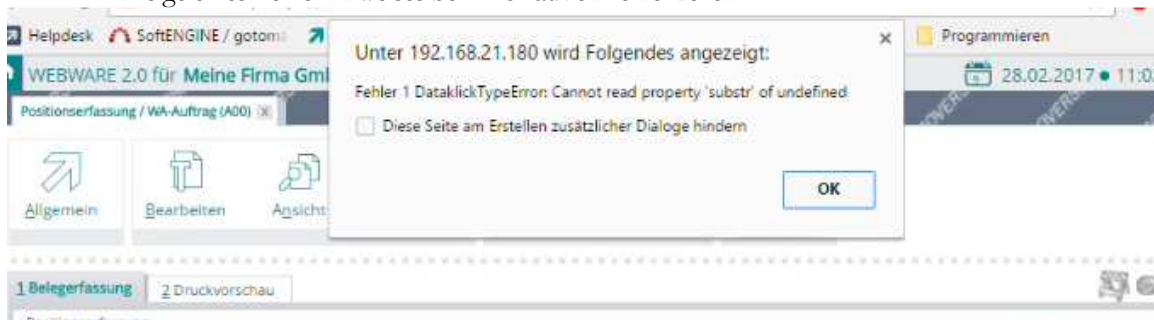 Helpdesk SoftENGINE / gotom Programmieren
Unter 192.168.21.180 wird Folgendes angezeigt:
WEBWARE 2.0 für Meine Firma Gm 28.02.2017 • 11:0
Fehler 1 DataklickTypeError: Cannot read property 'substr' of undefined
Positionserfassung / WA-Auftrag (A00)
Diese Seite am Erstellen zusätzlicher Dialoge hindern
OK
Allgemein Bearbeiten Ansicht
1 Belegerfassung 2 Druckvorschau